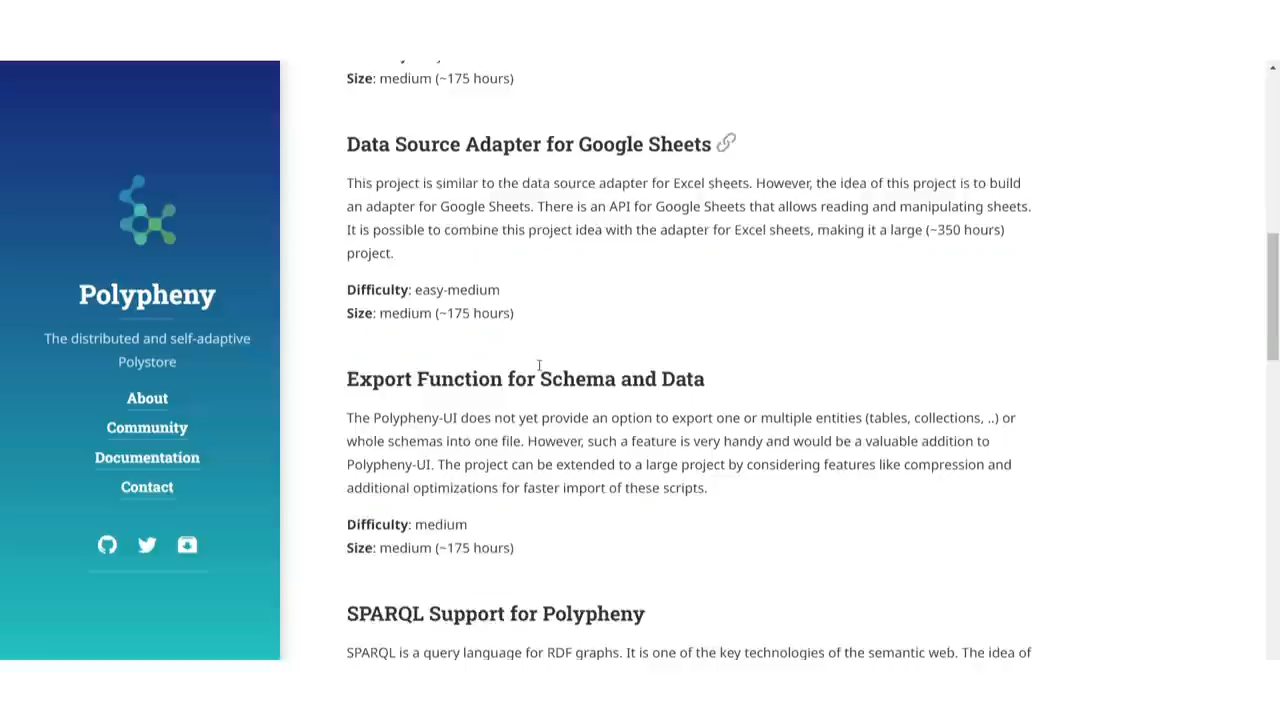 Size: medium (~175 hours)
Data Source Adapter for Google Sheets
This project is similar to the data source adapter for Excel sheets. However, the idea of this project is to build
an adapter for Google Sheets. There is an API for Google Sheets that allows reading and manipulating sheets.
It is possible to combine this project idea with the adapter for Excel sheets, making it a large (~350 hours)
project.
Difficulty: easy-medium
Size: medium (~175 hours)
Export Function for Schema and Data
The Polypheny-UI does not yet provide an option to export one or multiple entities (tables, collections, ..) or
whole schemas into one file. However, such a feature is very handy and would be a valuable addition to
Polypheny-UI. The project can be extended to a large project by considering features like compression and
additional optimizations for faster import of these scripts.
Difficulty: medium
Size: medium (~175 hours)
SPARQL Support for Polypheny
SPARQL is a query language for RDF graphs. It is one of the key technologies of the semantic web. The idea of
Polypheny
The distributed and self-adaptive
Polystore
About
Community
Documentation
Contact